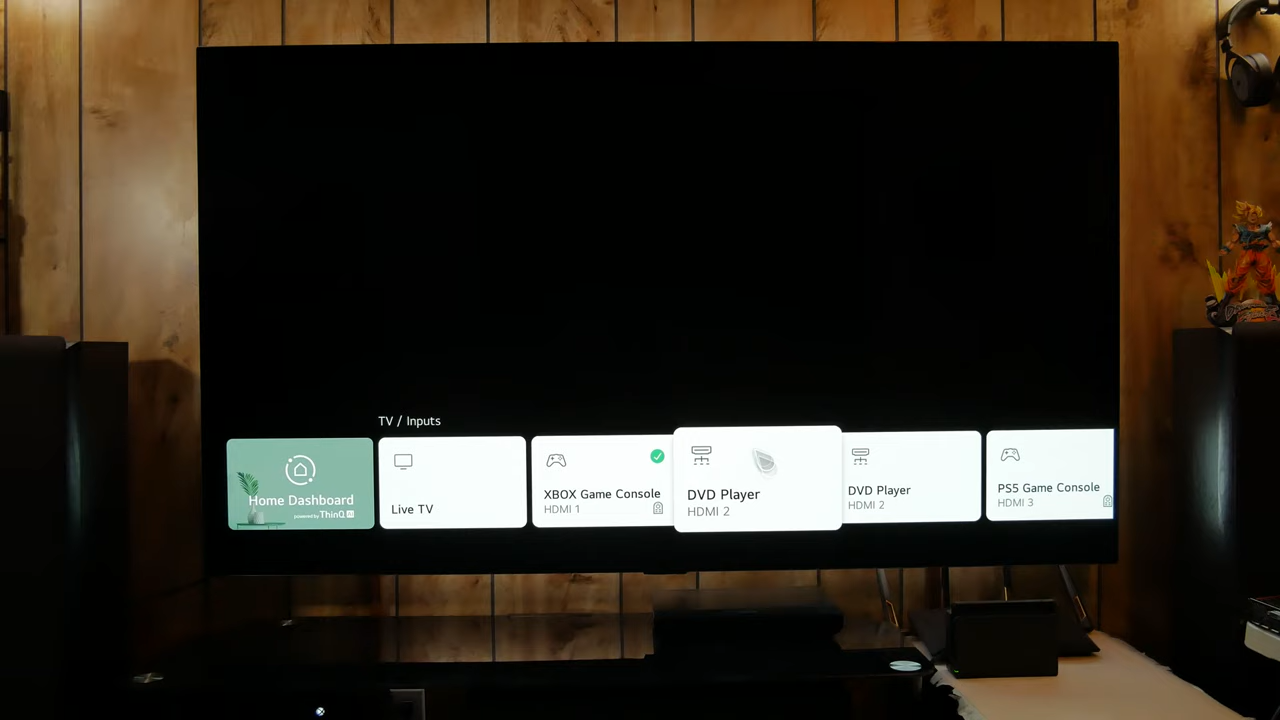 TV / Inputs
Home Dashboard
powered by ThinQ AI
Live TV
XBOX Game Console
HDMI 1
DVD Player
HDMI 2
DVD Player
HDMI 2
PS5 Game Console
HDMI 3